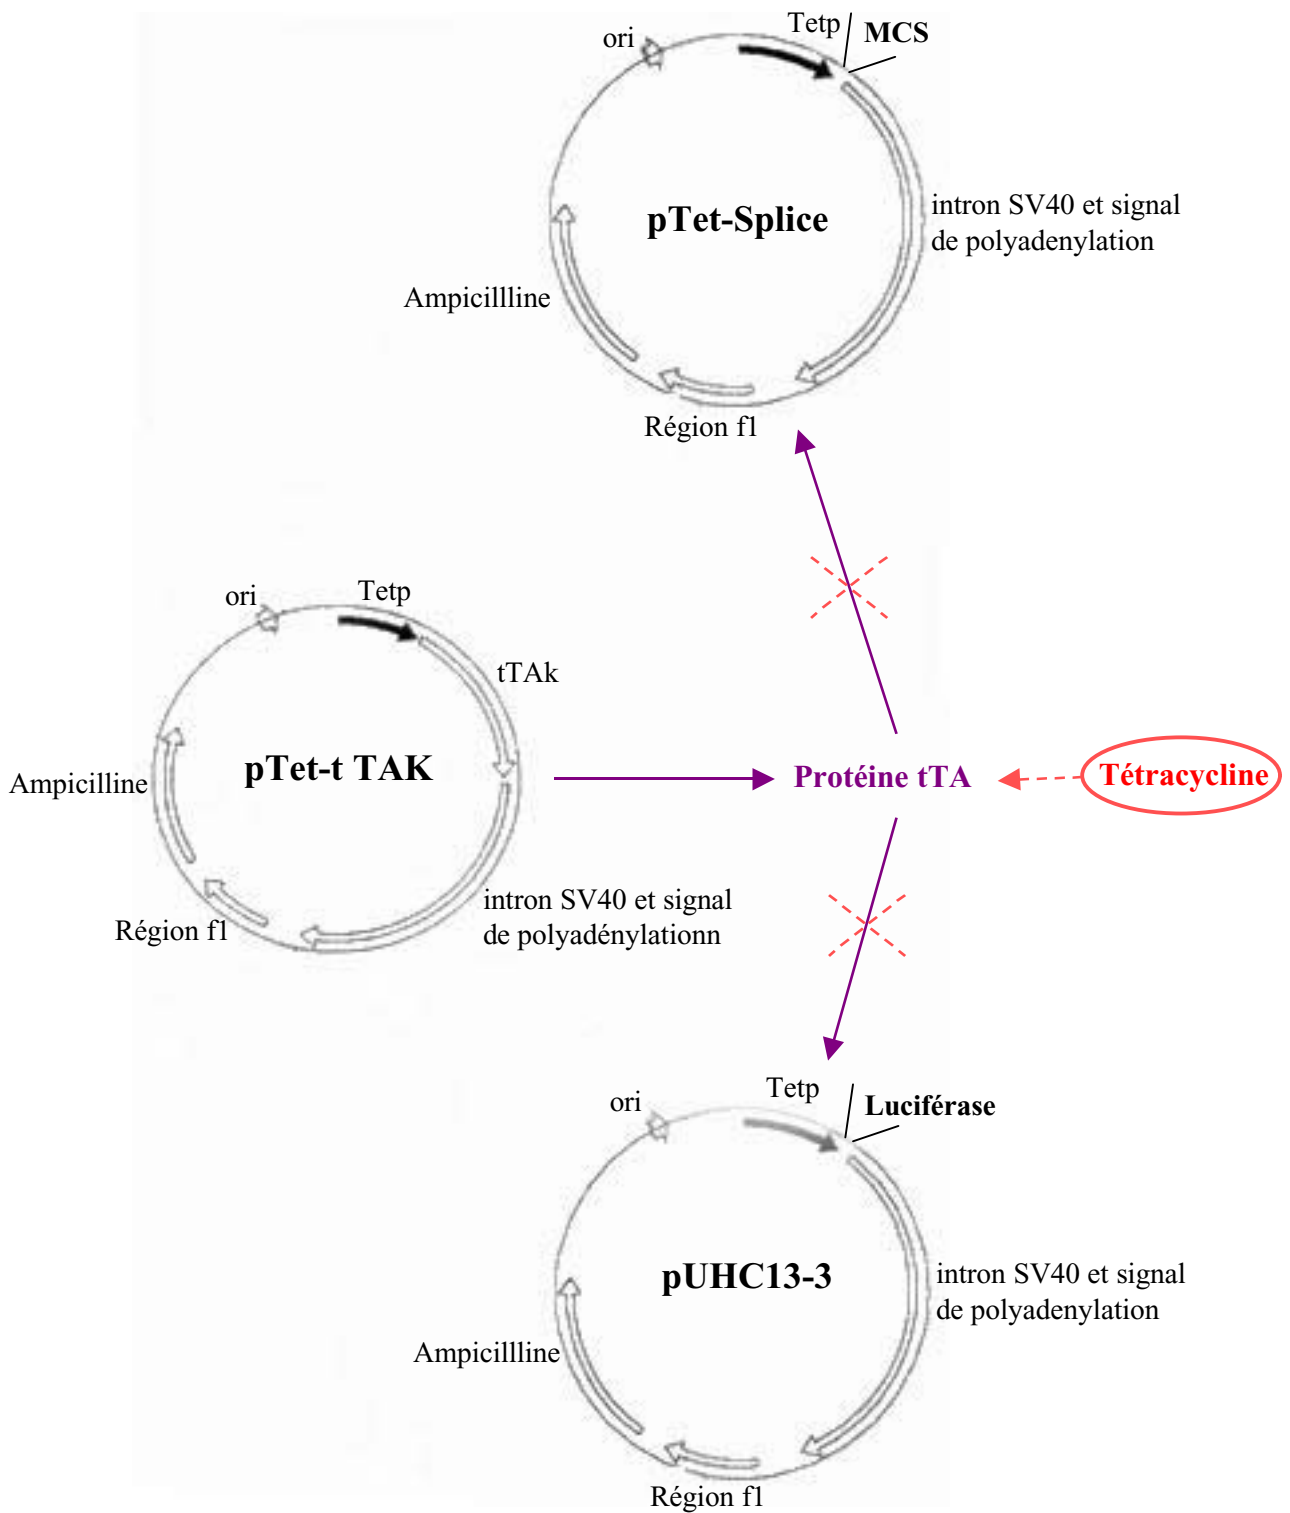 Tetp
MCS
ori
pTet-Splice
intron SV40 et signal
de polyadenylation
Ampicillline
Région f1
ori
Tetp
tTAk
pTet-t TAK
Ampicilline
Protéine tTA
Tétracycline
intron SV40 et signal
de polyadénylationn
Région f1
Tetp
ori
Luciférase
pUHC13-3
intron SV40 et signal
de polyadenylation
Ampicillline
Région f1